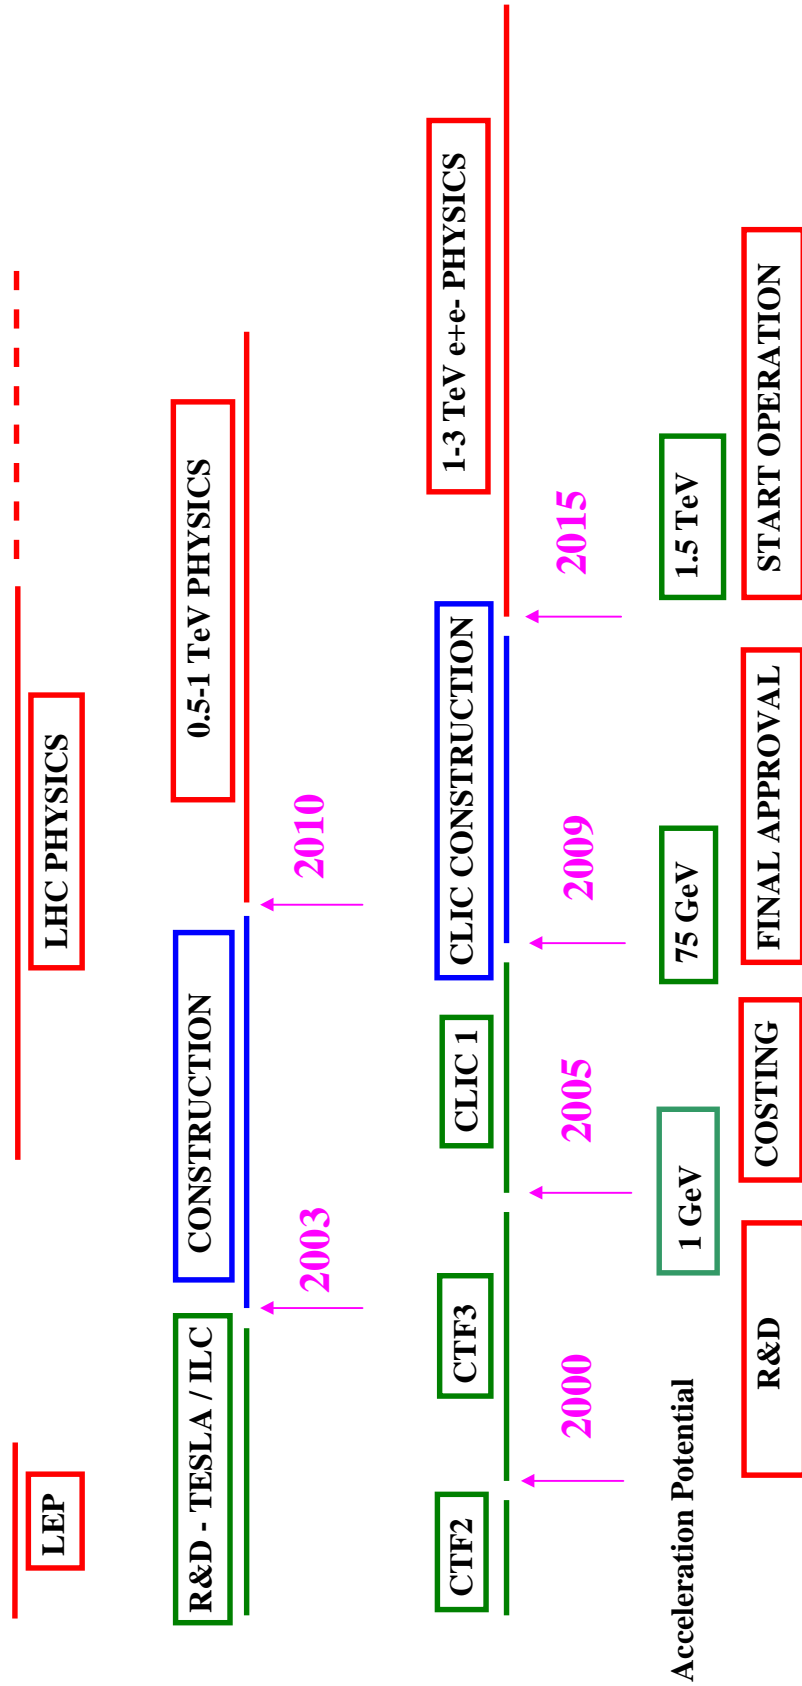 LEP
LHC PHYSICS
R&D - TESLA / ILC
CONSTRUCTION
0.5-1 TeV PHYSICS
2003
2010
CTF2
CTF3
CLIC 1
CLIC CONSTRUCTION
1-3 TeV e+e- PHYSICS
2000
2005
2009
2015
Acceleration Potential
1 GeV
75 GeV
1.5 TeV
R&D
COSTING
FINAL APPROVAL
START OPERATION